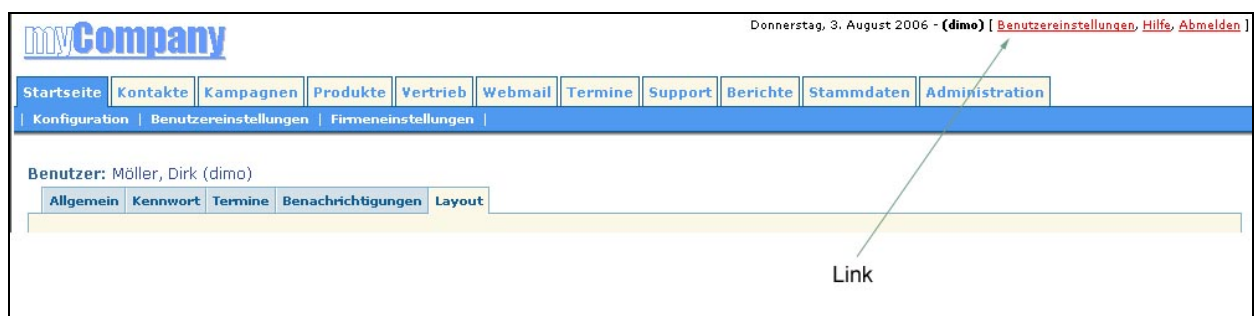 myCompany
Donnerstag, 3. August 2006 - (dimo) [ Benutzereinstellungen, Hilfe, Abmelden ]
Startseite Kontakte Kampagnen Produkte Vertrieb Webmail Termine Support Berichte Stammdaten Administration
| Konfiguration | Benutzereinstellungen | Firmeneinstellungen |
Benutzer: Möller, Dirk (dimo)
Allgemein Kennwort Termine Benachrichtigungen Layout
Link